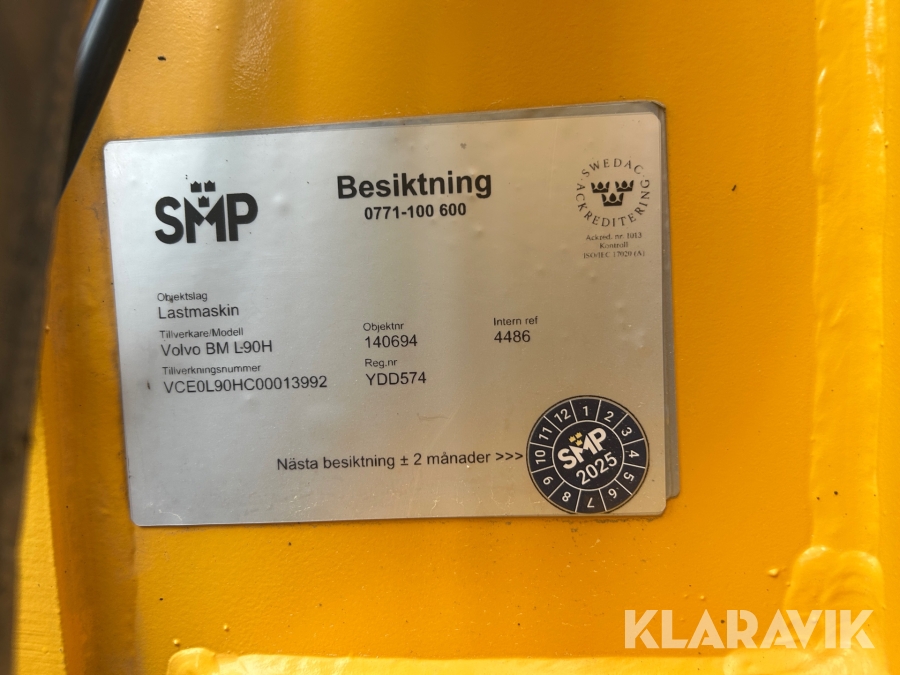 SMP
Besiktning
0771-100 600
SWEDAC ACKREDITERING
Ackred. nr. 1013
Kontroll
ISO/IEC 17020 (A)
Objektslag
Lastmaskin
Tillverkare/Modell
Volvo BM L90H
Objektnr
140694
Intern ref
4486
Tillverkningsnummer
VCE0L90HC00013992
Reg.nr
YDD574
Nästa besiktning ± 2 månader >>>
1 2 3 4 5 6 7 8 9 10 11 12
SMP
2025
KLARAVIK